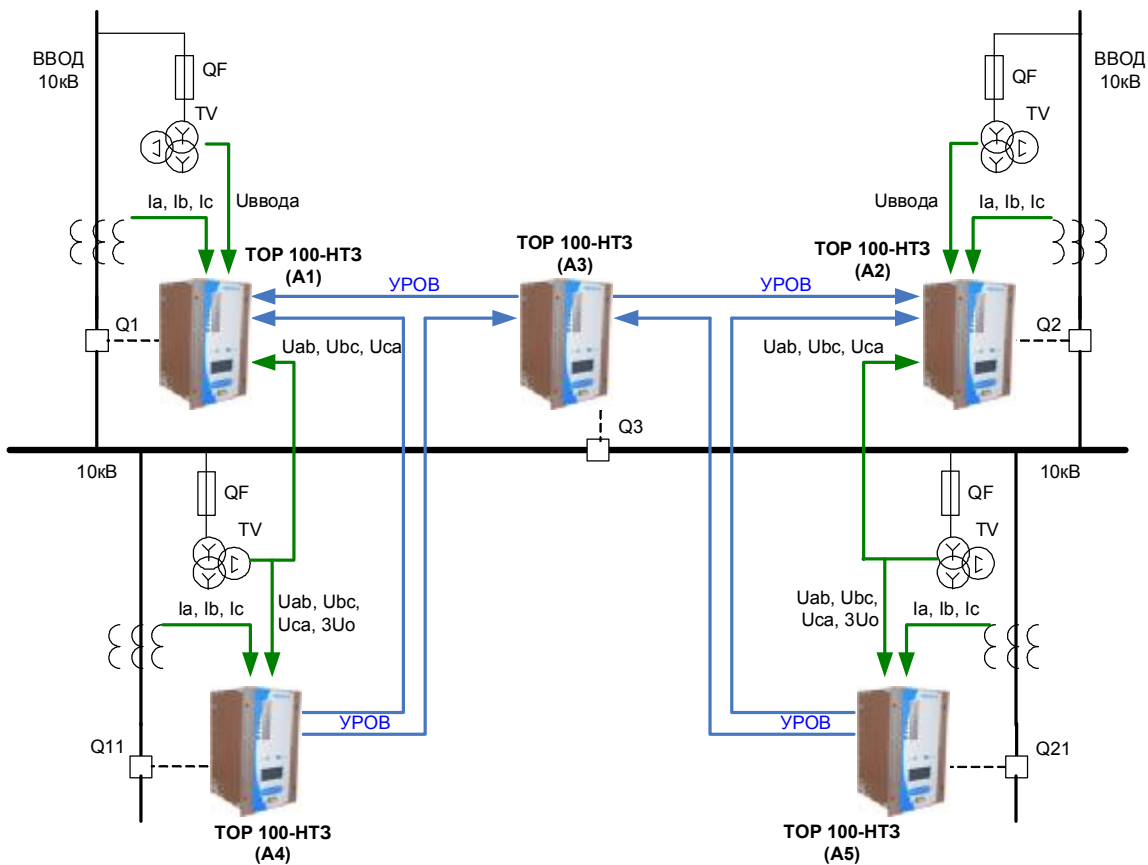 ВВОД
10кВ
QF
TV
Uввода
Ia, Ib, Ic
ТОР 100-НТЗ
(А1)
Q1
Uab, Ubc, Uca
УРОВ
ТОР 100-НТЗ
(А3)
УРОВ
Q3
ВВОД
10кВ
QF
TV
Uввода
Ia, Ib, Ic
ТОР 100-НТЗ
(А2)
Q2
Uab, Ubc, Uca
10кВ
QF
TV
Uab, Ubc,
Uca, 3Uo
Ia, Ib, Ic
УРОВ
Q11
ТОР 100-НТЗ
(А4)
10кВ
QF
TV
Uab, Ubc,
Uca, 3Uo
Ia, Ib, Ic
УРОВ
Q21
ТОР 100-НТЗ
(А5)